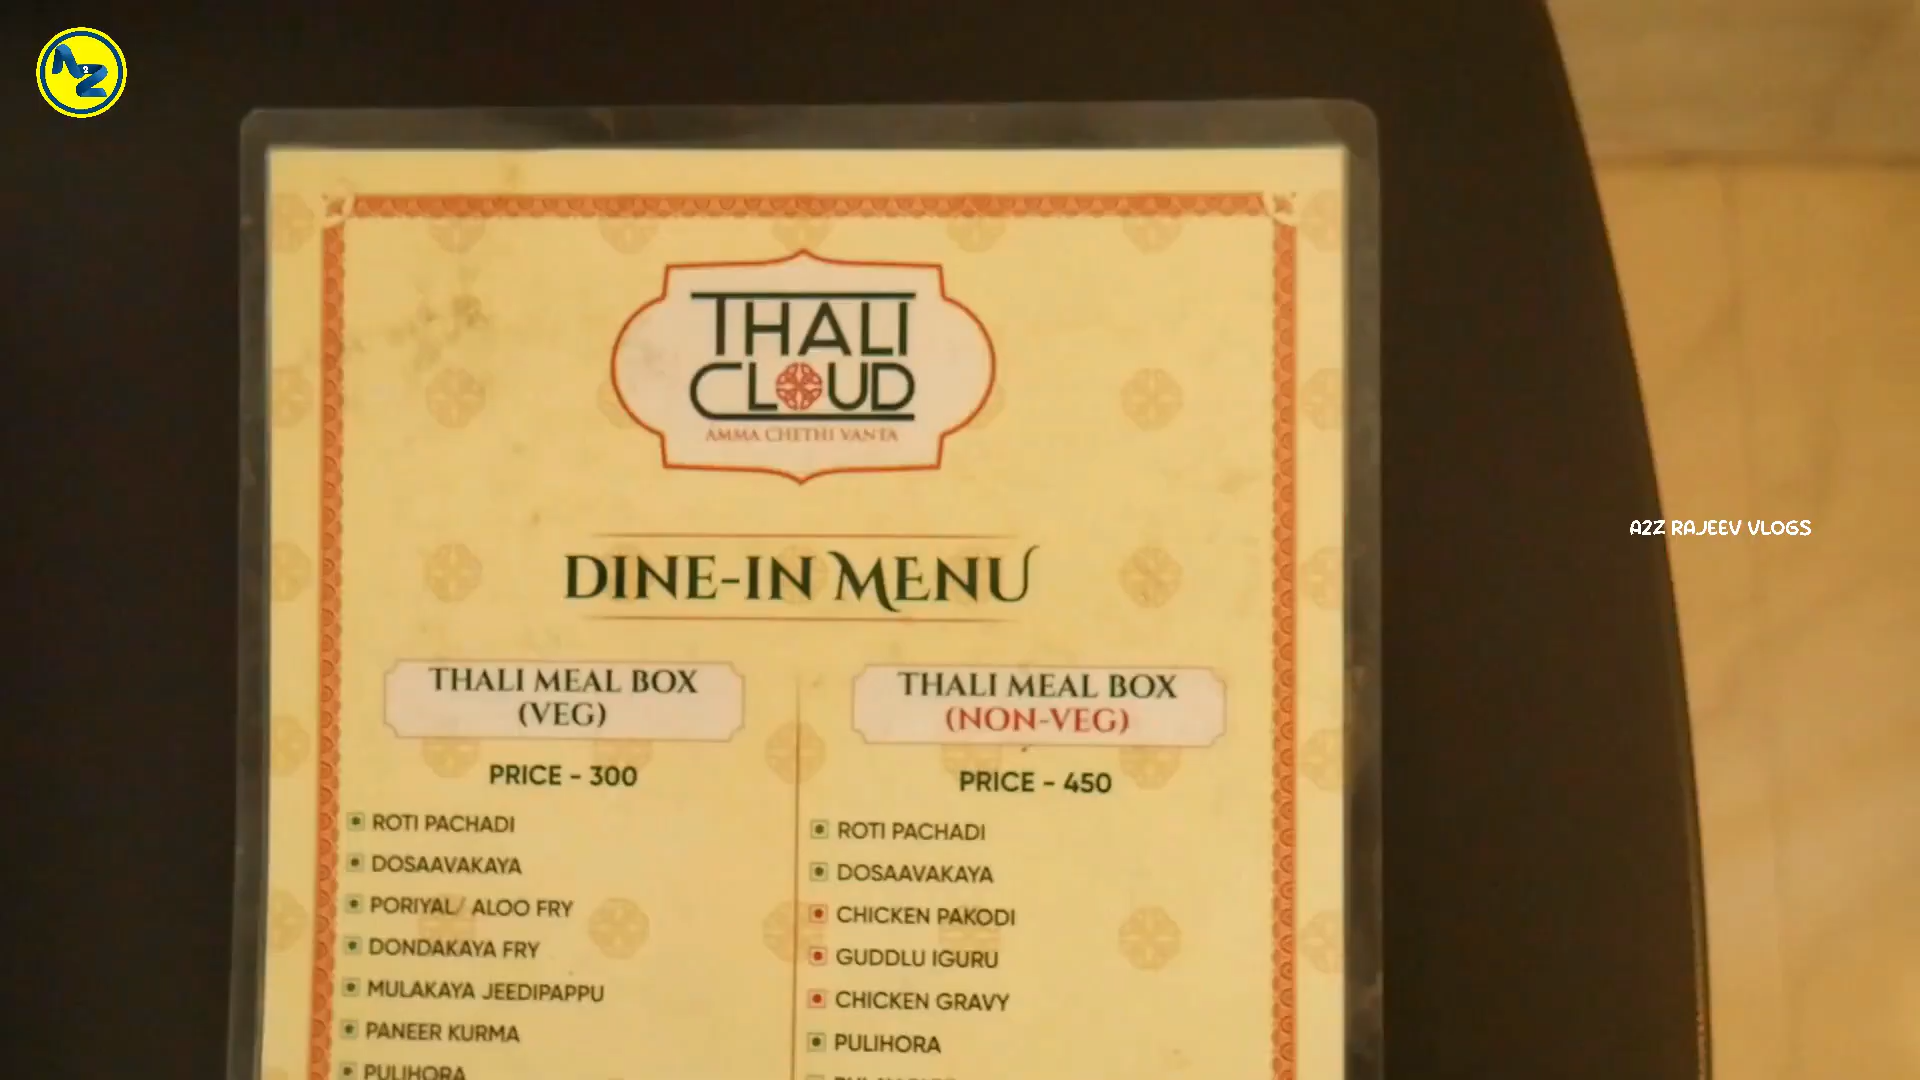 THALI
CLOUD
AMMA CHETHI VANTA
DINE-IN MENU
THALI MEAL BOX
(VEG)
PRICE - 300
ROTI PACHADI
DOSAAVAKAYA
PORIYAL/ ALOO FRY
DONDAKAYA FRY
MULAKAYA JEEDIPAPPU
PANEER KURMA
PULIHORA
THALI MEAL BOX
(NON-VEG)
PRICE - 450
ROTI PACHADI
DOSAAVAKAYA
CHICKEN PAKODI
GUDDLU IGURU
CHICKEN GRAVY
PULIHORA
A2Z RAJEEV VLOGS